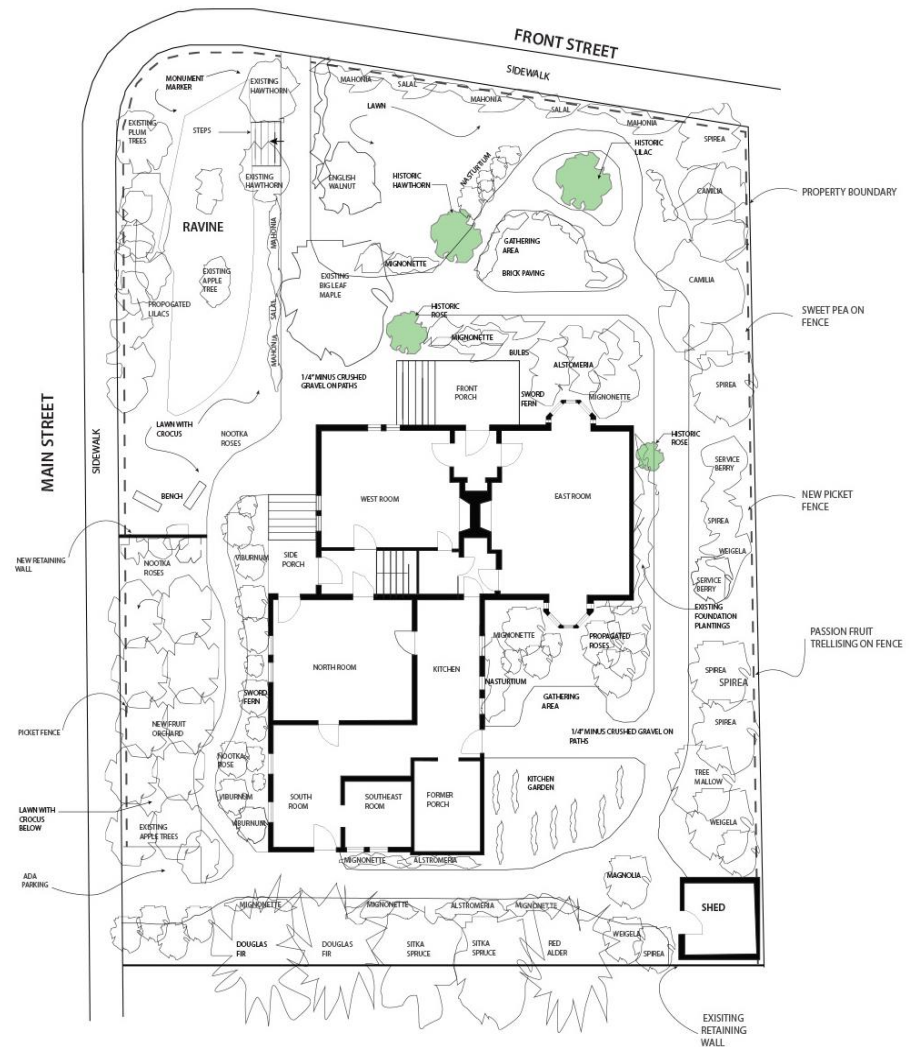 FRONT STREET
SIDEWALK
MONUMENT
MARKER
EXISTING
HAWTHORN
MAHONIA
SALAL
MAHONIA
LAWN
SALAL
MAHONIA
EXISTING
PLUM
TREES
STEPS
SPIREA
HISTORIC
LILAC
NASTURTIUM
HISTORIC
HAWTHORN
ENGLISH
WALNUT
EXISTING
HAWTHORN
CAMILIA
PROPERTY BOUNDARY
RAVINE
MAHONIA
GATHERING
AREA
BRICK PAVING
MIGNONETTE
EXISTING
APPLE
TREE
EXISTING
BIG LEAF
MAPLE
CAMILIA
PROPOGATED
LILACS
SALAL
HISTORIC
ROSE
SWEET PEA ON
FENCE
MIGNONETTE
MAHONIA
BULBS
ALSTOMERIA
1/4" MINUS CRUSHED
GRAVEL ON PATHS
FRONT
PORCH
SWORD
FERN
MIGNONETTE
SPIREA
MAIN STREET
SIDEWALK
LAWN WITH
CROCUS
NOOTKA
ROSES
HISTORIC
ROSE
SERVICE
BERRY
WEST ROOM
EAST ROOM
BENCH
NEW PICKET
FENCE
SPIREA
NEW RETAINING
WALL
NOOTKA
ROSES
VIBURNUM
SIDE
PORCH
WEIGELA
SERVICE
BERRY
EXISTING
FOUNDATION
PLANTINGS
MIGNONETTE
PROPAGATED
ROSES
PASSION FRUIT
TRELLISING ON FENCE
NORTH ROOM
KITCHEN
SPIREA
SPIREA
NASTURTIUM
SWORD
FERN
GATHERING
AREA
PICKET FENCE
NEW FRUIT
ORCHARD
SPIREA
1/4" MINUS CRUSHED GRAVEL ON
PATHS
NOOTKA
ROSE
TREE
MALLOW
KITCHEN
GARDEN
VIBURNEM
SOUTH
ROOM
SOUTHEAST
ROOM
FORMER
PORCH
LAWN WITH
CROCUS
BELOW
EXISTING
APPLE TREES
VIBURNUM
WEIGELA
MIGNONETTE
ALSTROMERIA
ADA
PARKING
MAGNOLIA
MIGNONETTE
MIGNONETTE
ALSTROMERIA
MIGNONETTE
SHED
DOUGLAS
FIR
DOUGLAS
FIR
SITKA
SPRUCE
SITKA
SPRUCE
RED
ALDER
WEIGELA
SPIREA
EXISITING
RETAINING
WALL